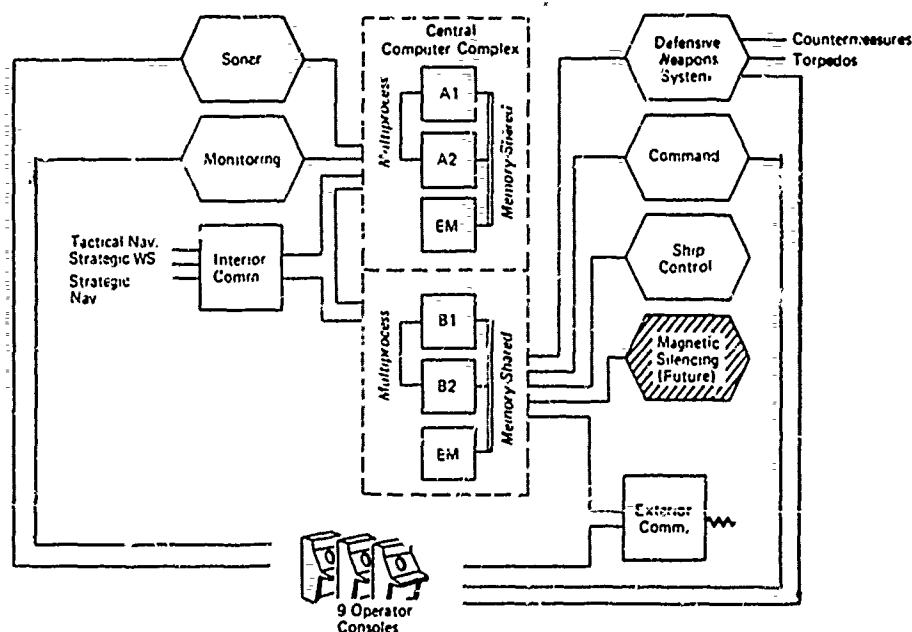 Central
Computer Complex
Sonar
Monitoring
Tactical Nav.
Strategic WS
Strategic
Nav
Interior
Comm
Multiprocess
A1
A2
EM
Memory-Shared
Multiprocess
B1
B2
EM
Memory-Shared
Defensive
Weapons
System
Countermeasures
Torpedos
Command
Ship
Control
Magnetic
Silencing
(Future)
Exterior
Comm.
9 Operator
Consoles